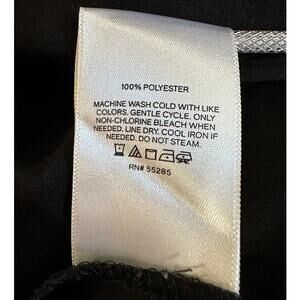 100% POLYESTER
MACHINE WASH COLD WITH LIKE
COLORS. GENTLE CYCLE. ONLY
NON-CHLORINE BLEACH WHEN
NEEDED. LINE DRY. COOL IRON IF
NEEDED. DO NOT STEAM.
RN# 55285